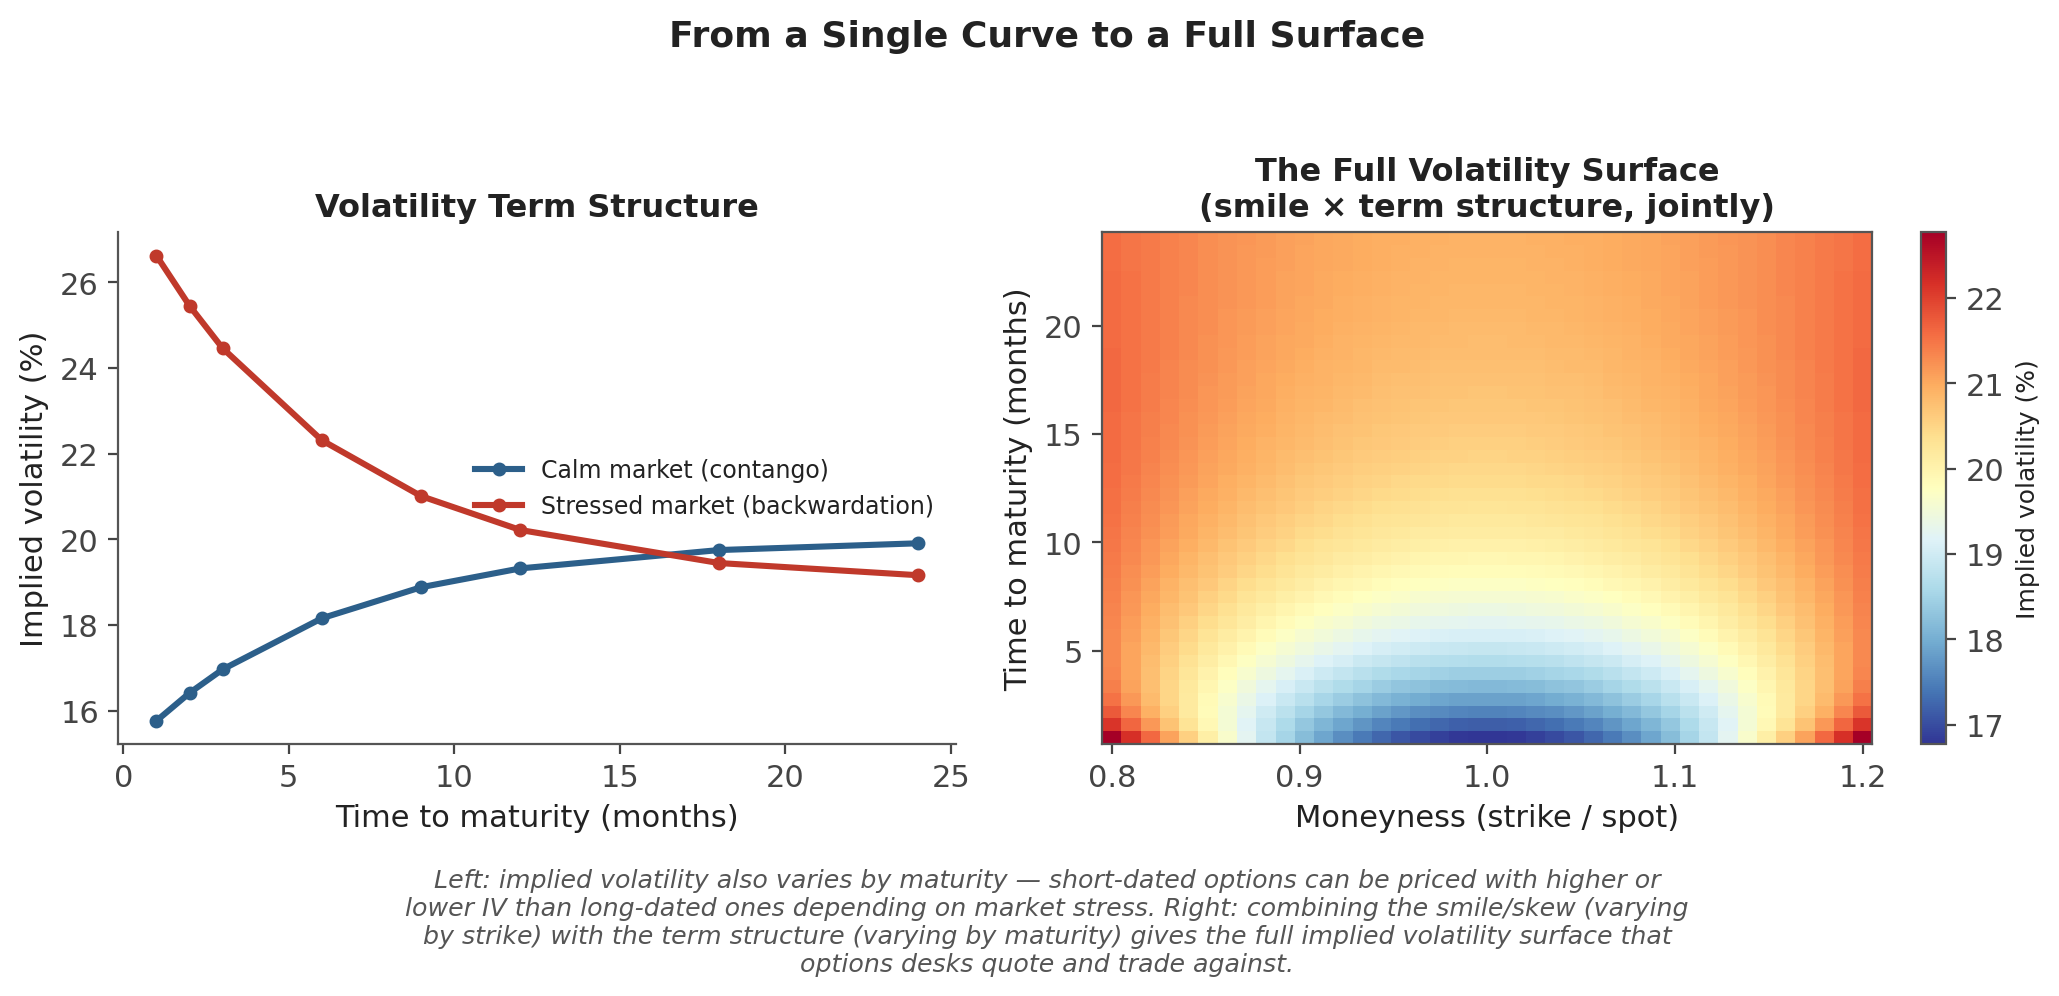 From a Single Curve to a Full Surface
Volatility Term Structure
Implied volatility (%)
26
24
22
20
18
16
Calm market (contango)
Stressed market (backwardation)
0
5
10
15
20
25
Time to maturity (months)
The Full Volatility Surface
(smile × term structure, jointly)
Time to maturity (months)
20
15
10
5
0.8
0.9
1.0
1.1
1.2
Moneyness (strike / spot)
22
21
20
19
18
17
Implied volatility (%)
Left: implied volatility also varies by maturity — short-dated options can be priced with higher or
lower IV than long-dated ones depending on market stress. Right: combining the smile/skew (varying
by strike) with the term structure (varying by maturity) gives the full implied volatility surface that
options desks quote and trade against.